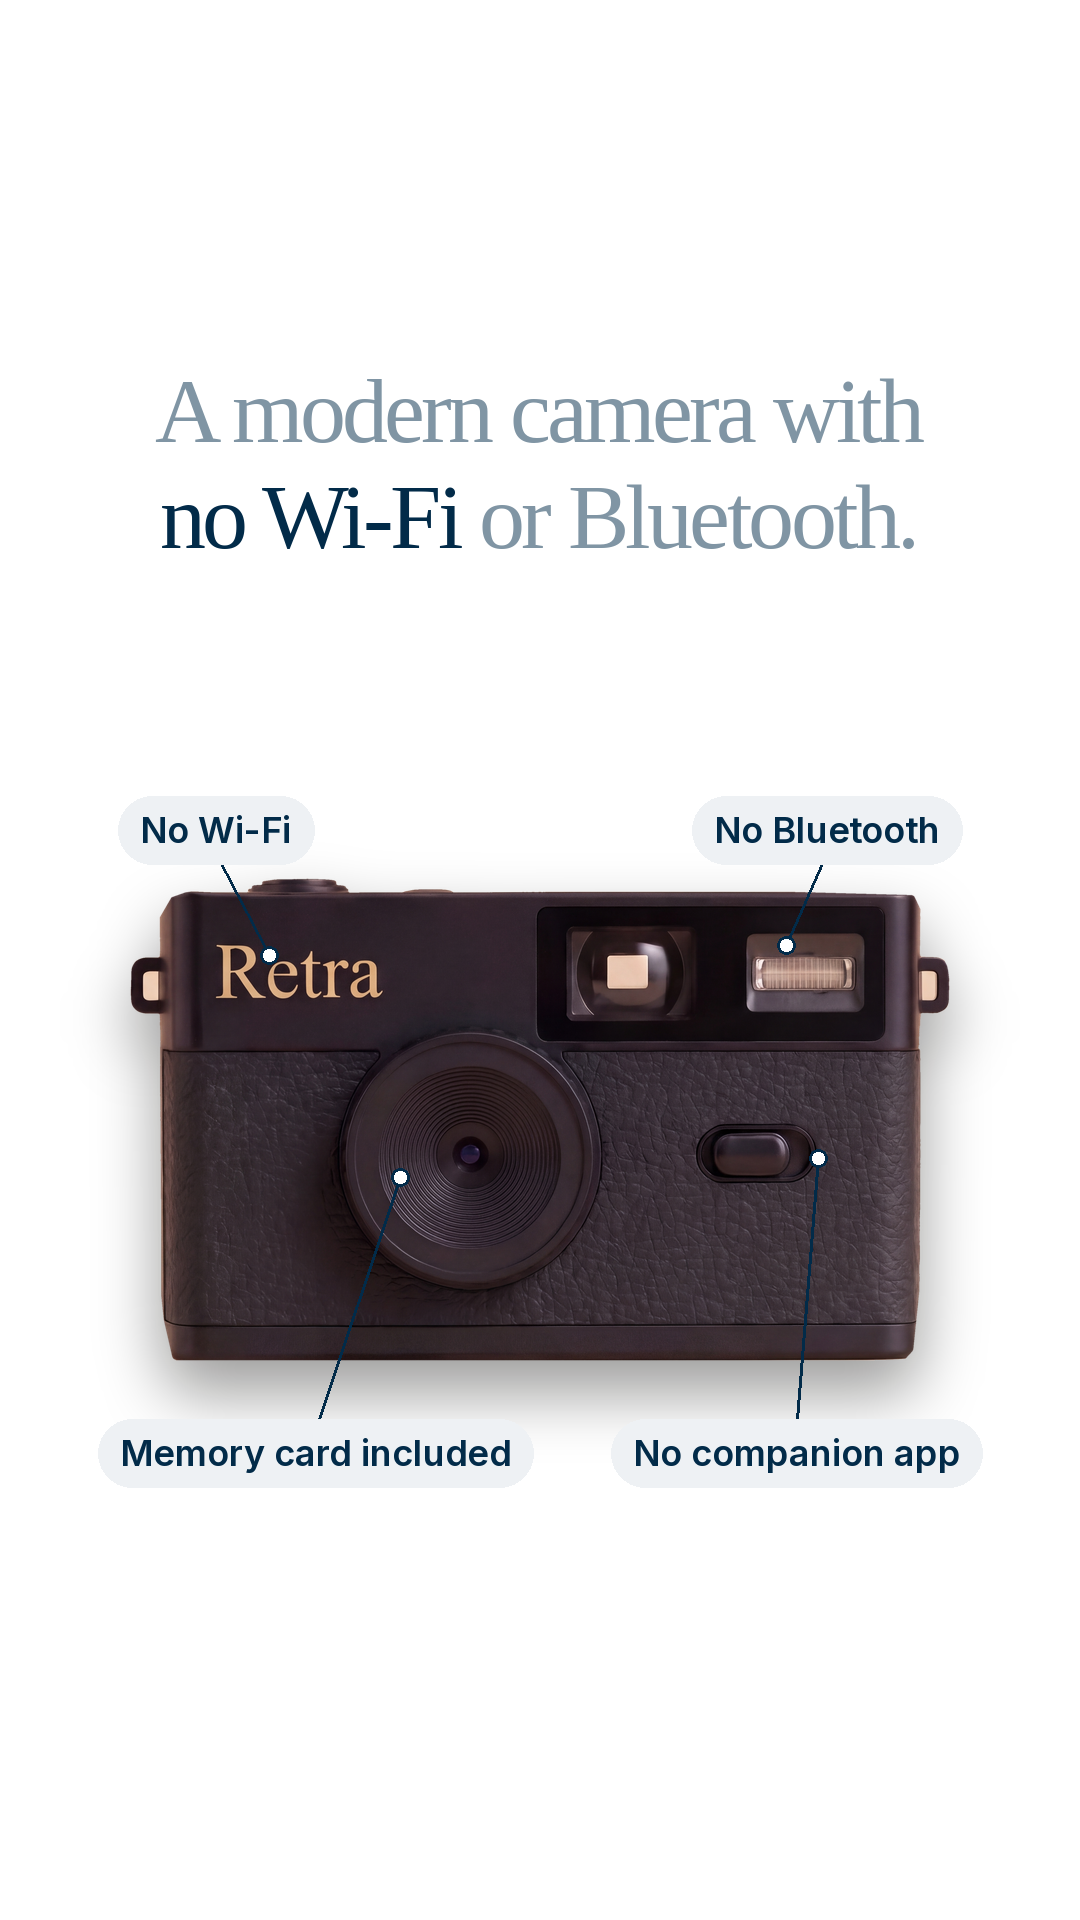 A modern camera with
no Wi-Fi or Bluetooth.
No Wi-Fi
No Bluetooth
Retra
Memory card included
No companion app